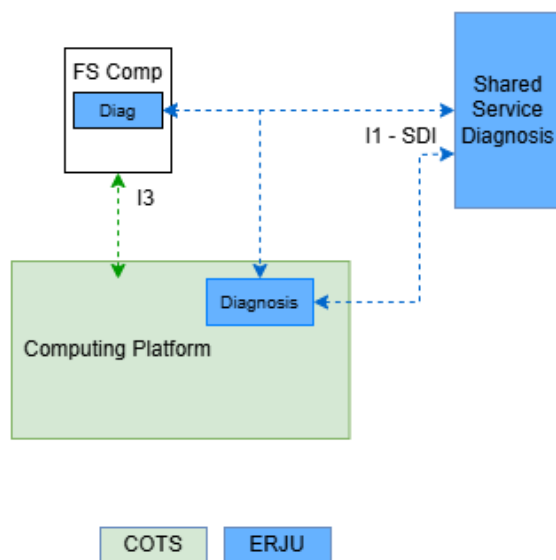 FS Comp
Diag
Shared
Service
Diagnosis
I1 - SDI
I3
Diagnosis
Computing Platform
COTS
ERJU